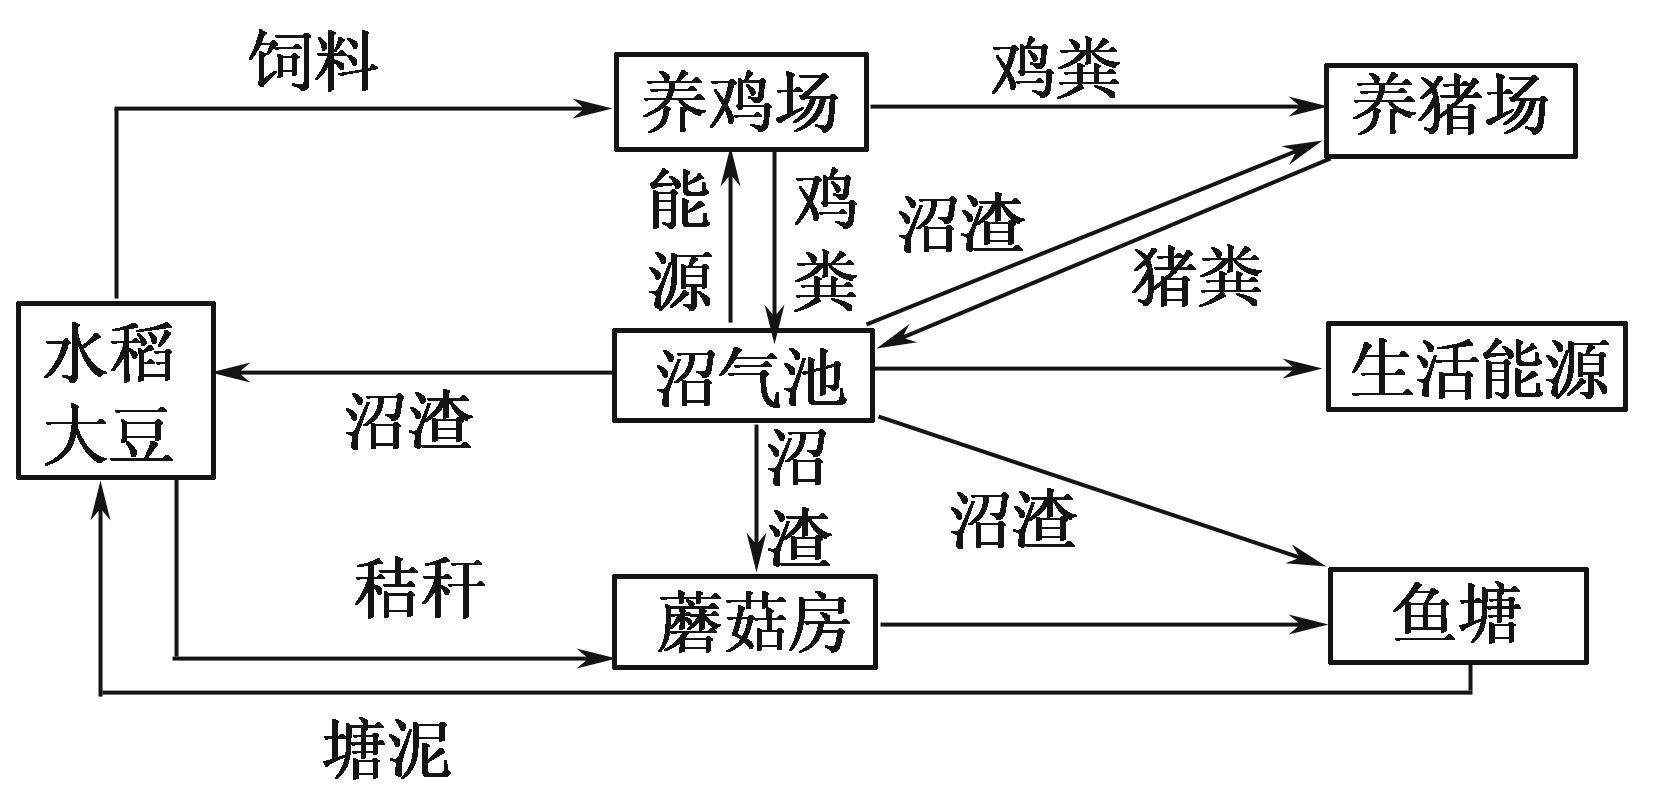 饲料
养鸡场
鸡粪
养猪场
能源
鸡粪
沼渣
猪粪
水稻
大豆
沼气池
生活能源
沼渣
沼渣
沼渣
秸秆
蘑菇房
鱼塘
塘泥